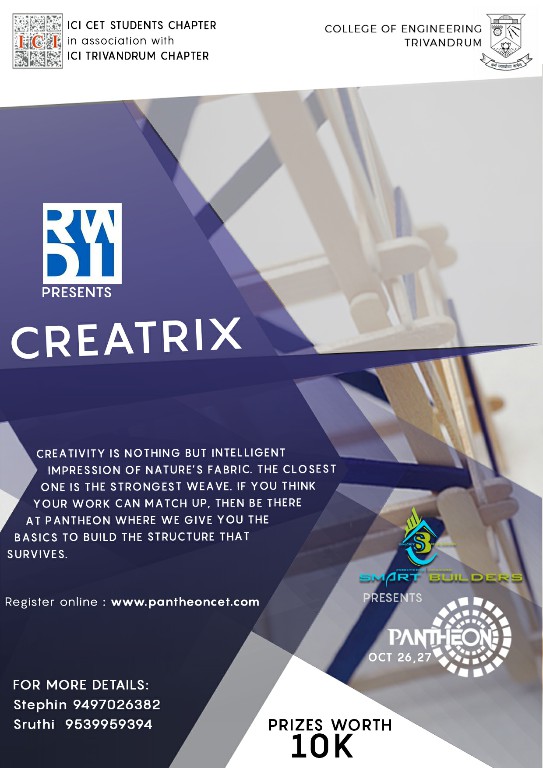 ICI CET STUDENTS CHAPTER
in association with
ICI TRIVANDRUM CHAPTER
ICI
COLLEGE OF ENGINEERING
TRIVANDRUM
RWDI
PRESENTS
CREATRIX
CREATIVITY IS NOTHING BUT INTELLIGENT
IMPRESSION OF NATURE'S FABRIC. THE CLOSEST
ONE IS THE STRONGEST WEAVE. IF YOU THINK
YOUR WORK CAN MATCH UP, THEN BE THERE
AT PANTHEON WHERE WE GIVE YOU THE
BASICS TO BUILD THE STRUCTURE THAT
SURVIVES.
SMART BUILDERS
PRESENTS
PANTHEON
OCT 26,27
Register online : www.pantheoncet.com
FOR MORE DETAILS:
Stephin 9497026382
Sruthi 9539959394
PRIZES WORTH
10K